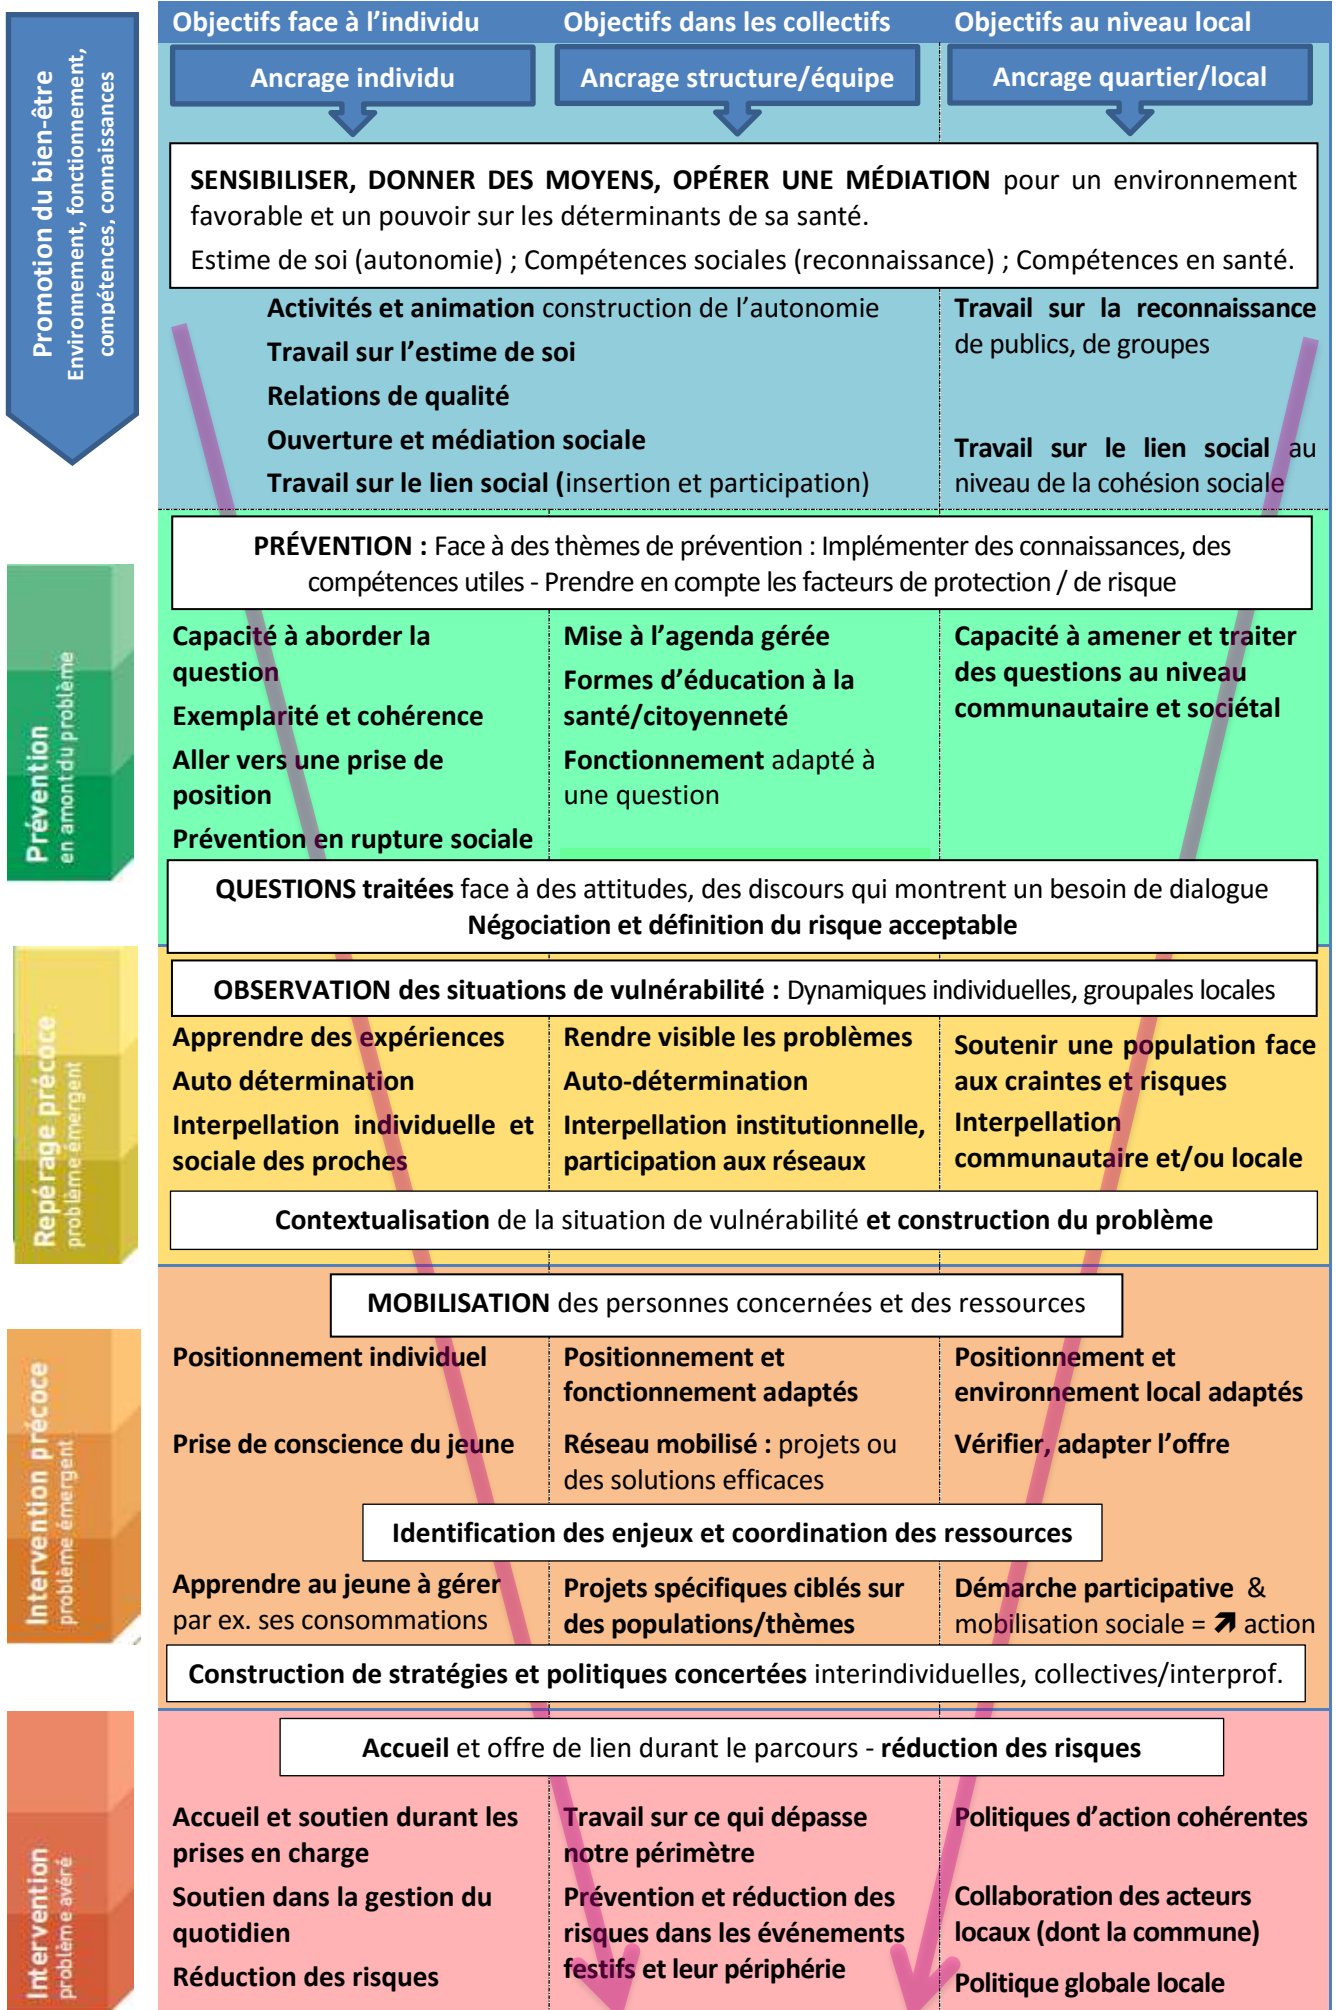 Objectifs face à l'individu
Objectifs dans les collectifs
Objectifs au niveau local
Ancrage individu
Ancrage structure/équipe
Ancrage quartier/local
Promotion du bien-être
Environnement, fonctionnement,
compétences, connaissances
SENSIBILISER, DONNER DES MOYENS, OPÉRER UNE MÉDIATION pour un environnement
favorable et un pouvoir sur les déterminants de sa santé.
Estime de soi (autonomie) ; Compétences sociales (reconnaissance) ; Compétences en santé.
Activités et animation construction de l'autonomie
Travail sur l'estime de soi
Relations de qualité
Ouverture et médiation sociale
Travail sur le lien social (insertion et participation)
Travail sur la reconnaissance
de publics, de groupes
Travail sur le lien social au
niveau de la cohésion sociale
Prévention
en amont du problème
PRÉVENTION : Face à des thèmes de prévention : Implémenter des connaissances, des
compétences utiles - Prendre en compte les facteurs de protection / de risque
Capacité à aborder la
question
Exemplarité et cohérence
Aller vers une prise de
position
Prévention en rupture sociale
Mise à l'agenda gérée
Formes d'éducation à la
santé/citoyenneté
Fonctionnement adapté à
une question
Capacité à amener et traiter
des questions au niveau
communautaire et sociétal
QUESTIONS traitées face à des attitudes, des discours qui montrent un besoin de dialogue
Négociation et définition du risque acceptable
Repérage précoce
problème émergent
OBSERVATION des situations de vulnérabilité : Dynamiques individuelles, groupales locales
Apprendre des expériences
Auto détermination
Interpellation individuelle et
sociale des proches
Rendre visible les problèmes
Auto-détermination
Interpellation institutionnelle,
participation aux réseaux
Soutenir une population face
aux craintes et risques
Interpellation
communautaire et/ou locale
Contextualisation de la situation de vulnérabilité et construction du problème
Intervention précoce
problème émergent
MOBILISATION des personnes concernées et des ressources
Positionnement individuel
Prise de conscience du jeune
Positionnement et
fonctionnement adaptés
Réseau mobilisé : projets ou
des solutions efficaces
Positionnement et
environnement local adaptés
Vérifier, adapter l'offre
Identification des enjeux et coordination des ressources
Apprendre au jeune à gérer
par ex. ses consommations
Projets spécifiques ciblés sur
des populations/thèmes
Démarche participative &
mobilisation sociale = ↗ action
Construction de stratégies et politiques concertées interindividuelles, collectives/interprof.
Intervention
problème avéré
Accueil et offre de lien durant le parcours - réduction des risques
Accueil et soutien durant les
prises en charge
Soutien dans la gestion du
quotidien
Réduction des risques
Travail sur ce qui dépasse
notre périmètre
Prévention et réduction des
risques dans les événements
festifs et leur périphérie
Politiques d'action cohérentes
Collaboration des acteurs
locaux (dont la commune)
Politique globale locale